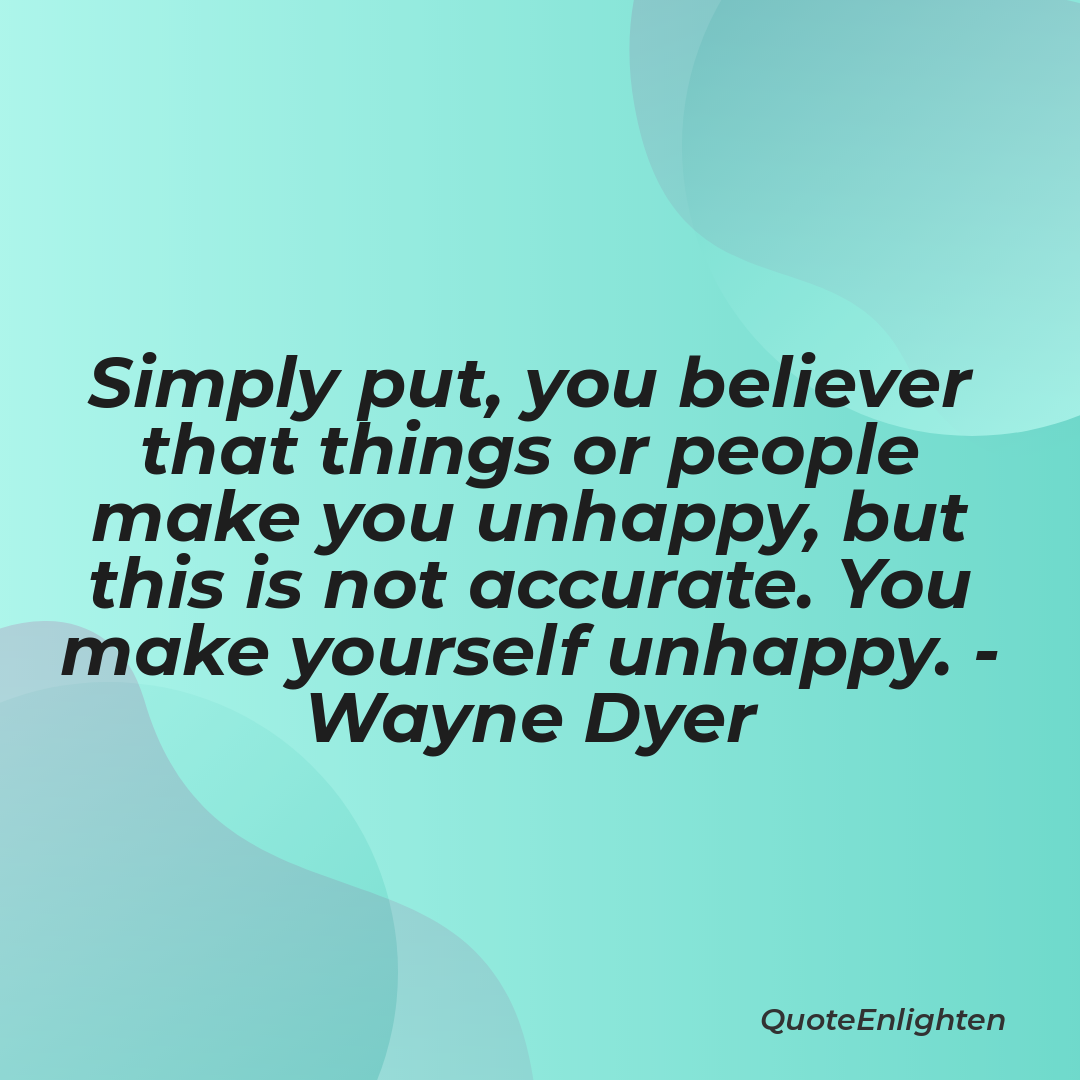 Simply put, you believer
that things or people
make you unhappy, but
this is not accurate. You
make yourself unhappy. -
Wayne Dyer
QuoteEnlighten